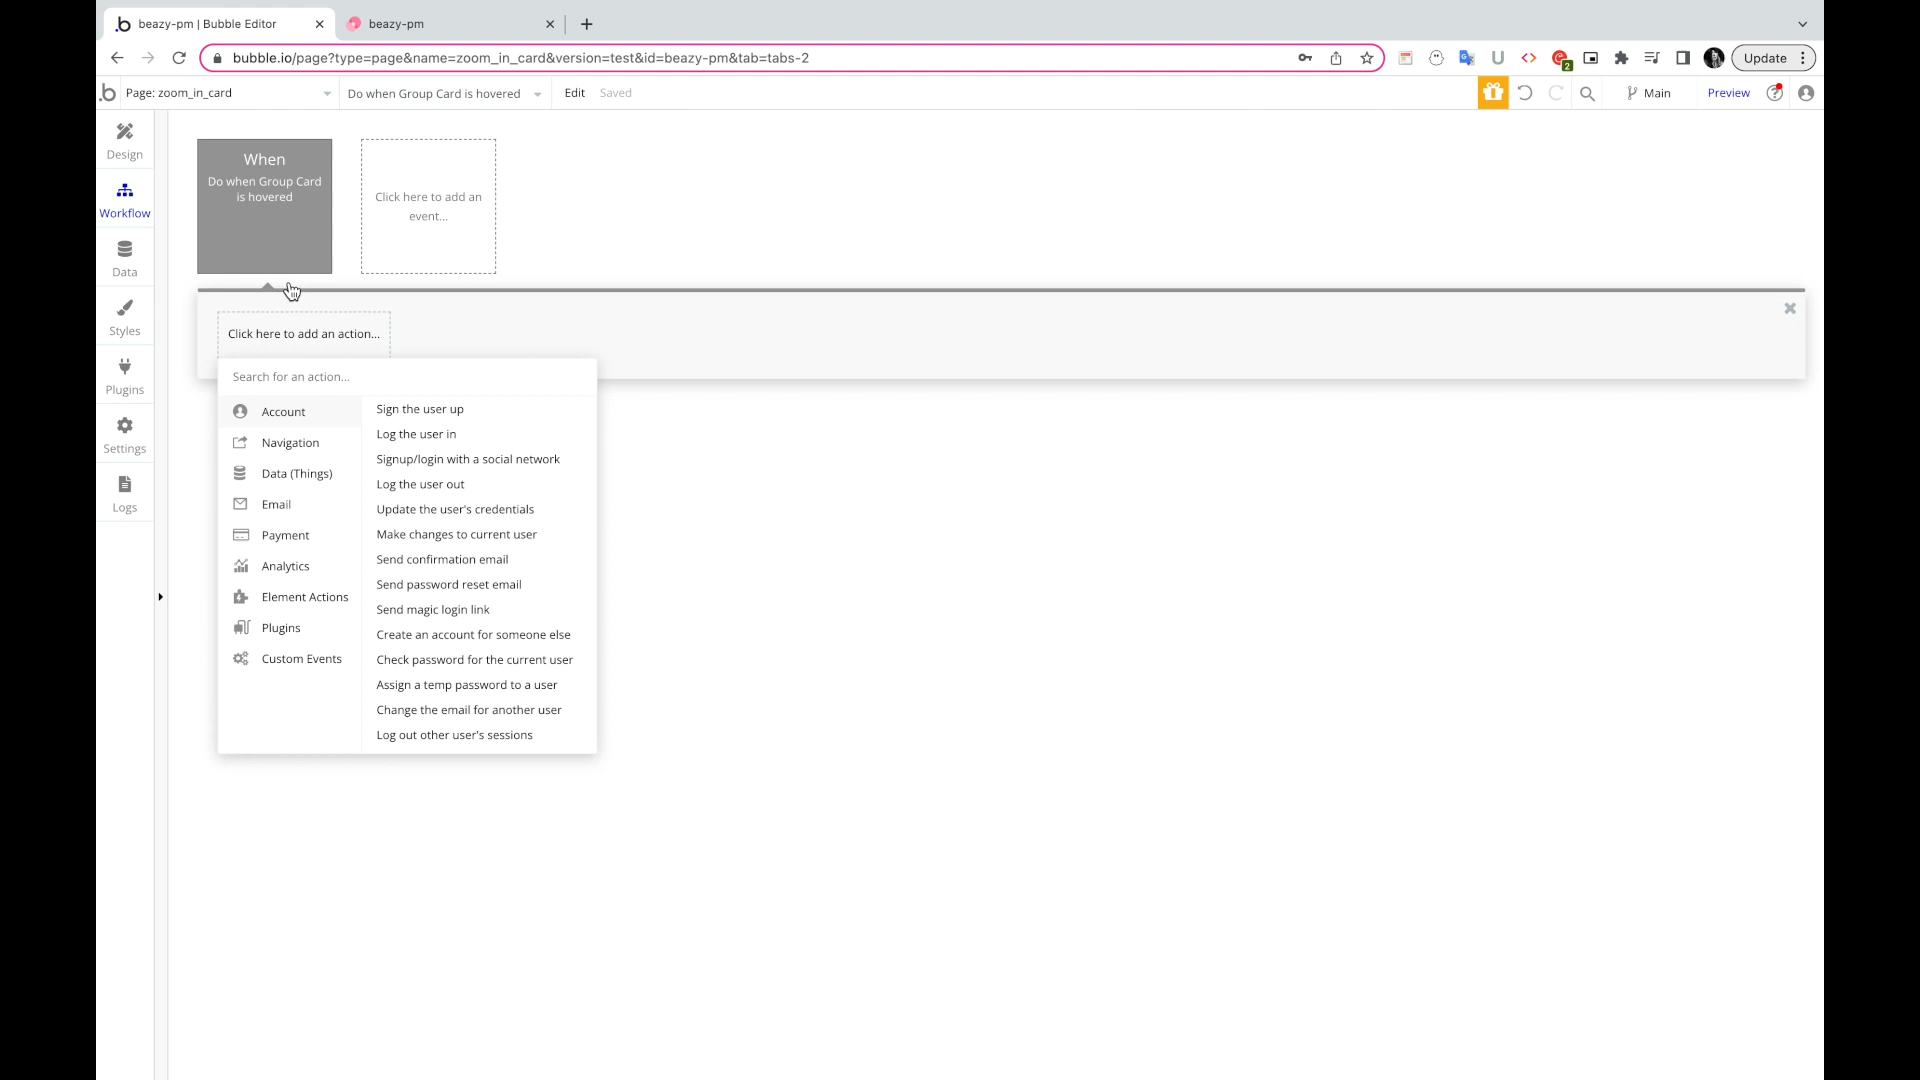 beazy-pm | Bubble Editor
beazy-pm
bubble.io/page?type=page&name=zoom_in_card&version=test&id=beazy-pm&tab=tabs-2
2
Update
Page: zoom_in_card
Do when Group Card is hovered
Edit
Saved
Main
Preview
Design
Workflow
Data
Styles
Plugins
Settings
Logs
When
Do when Group Card
is hovered
Click here to add an
event...
Click here to add an action...
Search for an action...
Account
Navigation
Data (Things)
Email
Payment
Analytics
Element Actions
Plugins
Custom Events
Sign the user up
Log the user in
Signup/login with a social network
Log the user out
Update the user's credentials
Make changes to current user
Send confirmation email
Send password reset email
Send magic login link
Create an account for someone else
Check password for the current user
Assign a temp password to a user
Change the email for another user
Log out other user's sessions